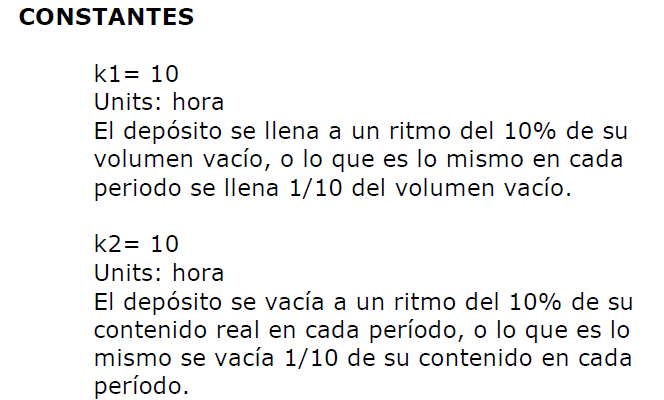 CONSTANTES
k1= 10
Units: hora
El depósito se llena a un ritmo del 10% de su
volumen vacío, o lo que es lo mismo en cada
periodo se llena 1/10 del volumen vacío.
k2= 10
Units: hora
El depósito se vacía a un ritmo del 10% de su
contenido real en cada período, o lo que es lo
mismo se vacía 1/10 de su contenido en cada
período.